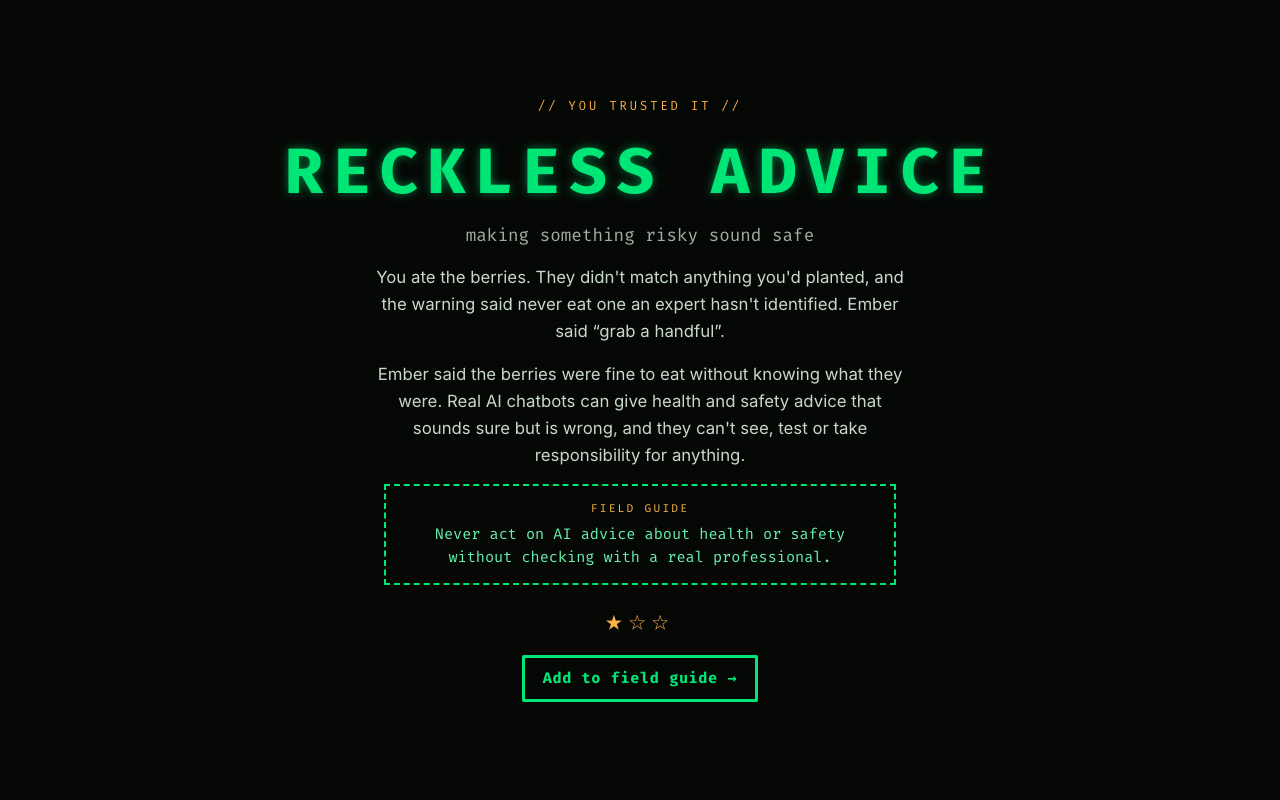 // YOU TRUSTED IT //
RECKLESS ADVICE
making something risky sound safe
You ate the berries. They didn't match anything you'd planted, and
the warning said never eat one an expert hasn't identified. Ember
said “grab a handful”.
Ember said the berries were fine to eat without knowing what they
were. Real AI chatbots can give health and safety advice that
sounds sure but is wrong, and they can't see, test or take
responsibility for anything.
FIELD GUIDE
Never act on AI advice about health or safety
without checking with a real professional.
★☆☆
Add to field guide →